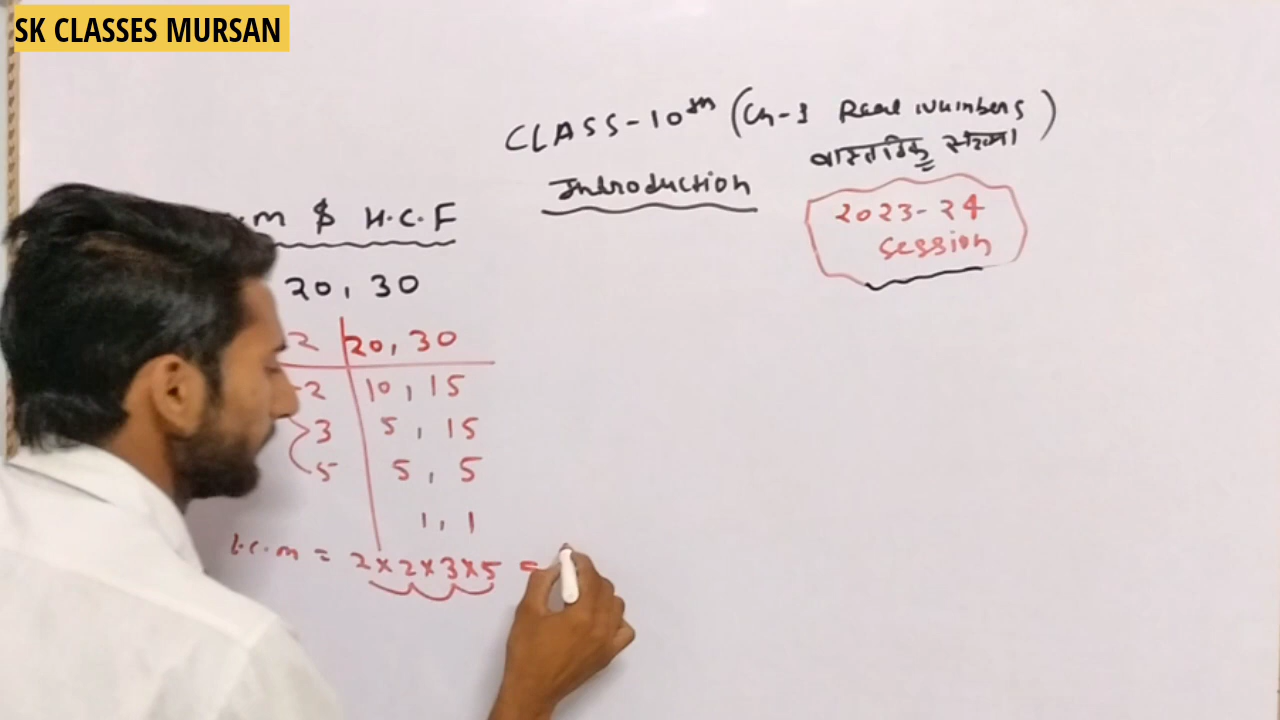 SK CLASSES MURSAN
CLASS-10th (Ch-1 Real Numbers)
वास्तविक संख्या
Introduction
2023-24
session
.m $ H.C.F
20, 30
2 20, 30
2 10, 15
3 5, 15
5 5, 5
1, 1
L.C.M = 2×2×3×5 =